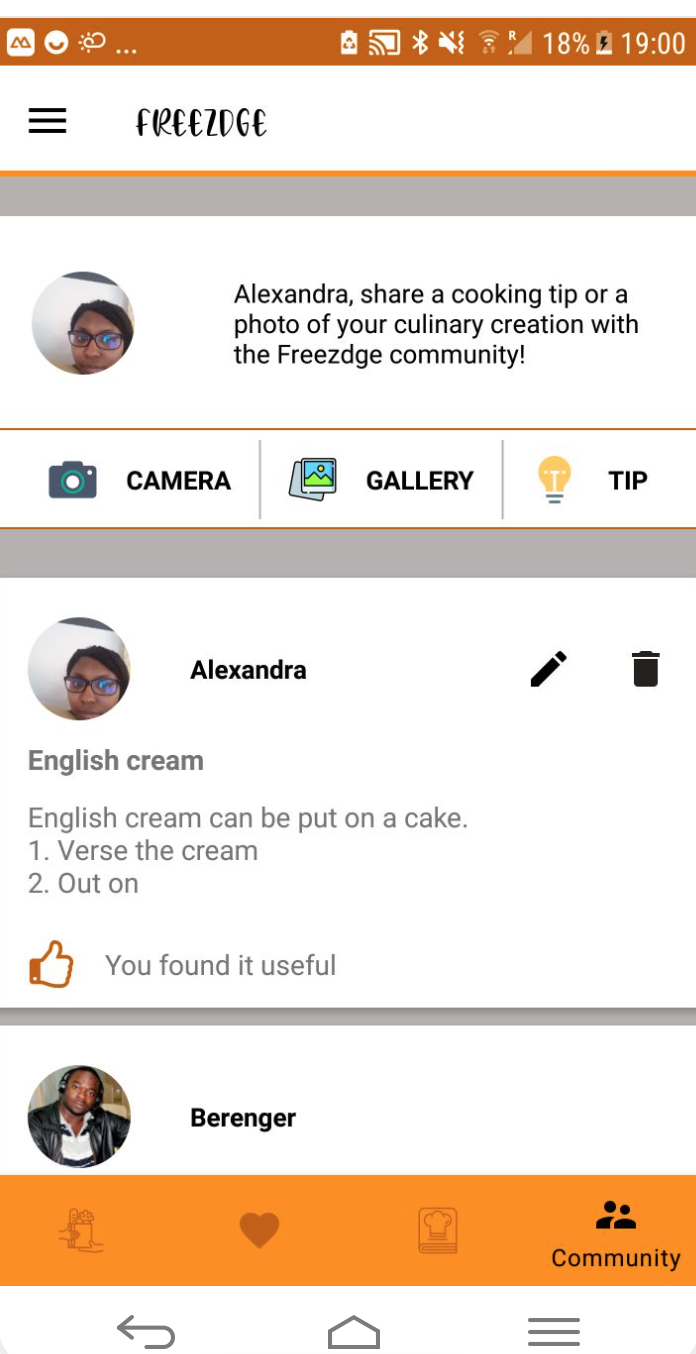 ... R 18% 19:00
FREEZDGE
Alexandra, share a cooking tip or a
photo of your culinary creation with
the Freezdge community!
CAMERA GALLERY TIP
Alexandra
English cream
English cream can be put on a cake.
1. Verse the cream
2. Out on
You found it useful
Berenger
Community